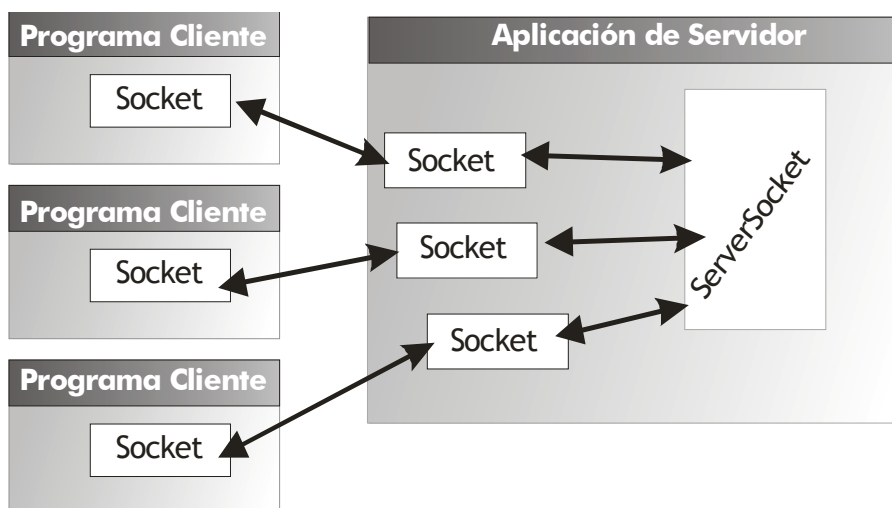 Programa Cliente
Socket
Programa Cliente
Socket
Programa Cliente
Socket
Aplicación de Servidor
Socket
Socket
Socket
ServerSocket